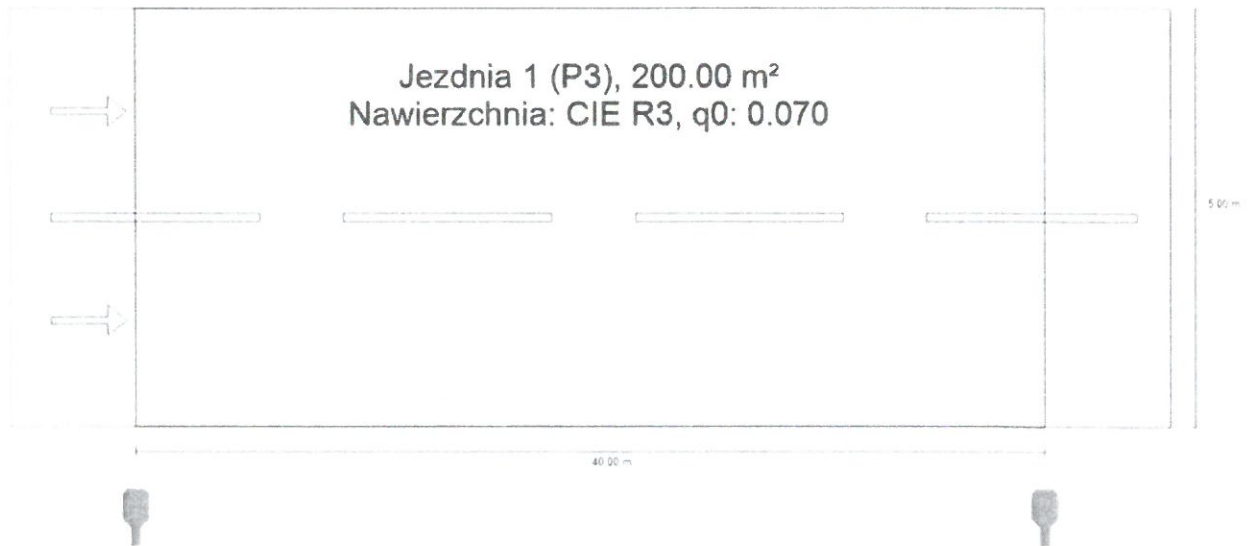 Jezdnia 1 (P3), 200.00 m²
Nawierzchnia: CIE R3, q0: 0.070
5.00 m
40.00 m